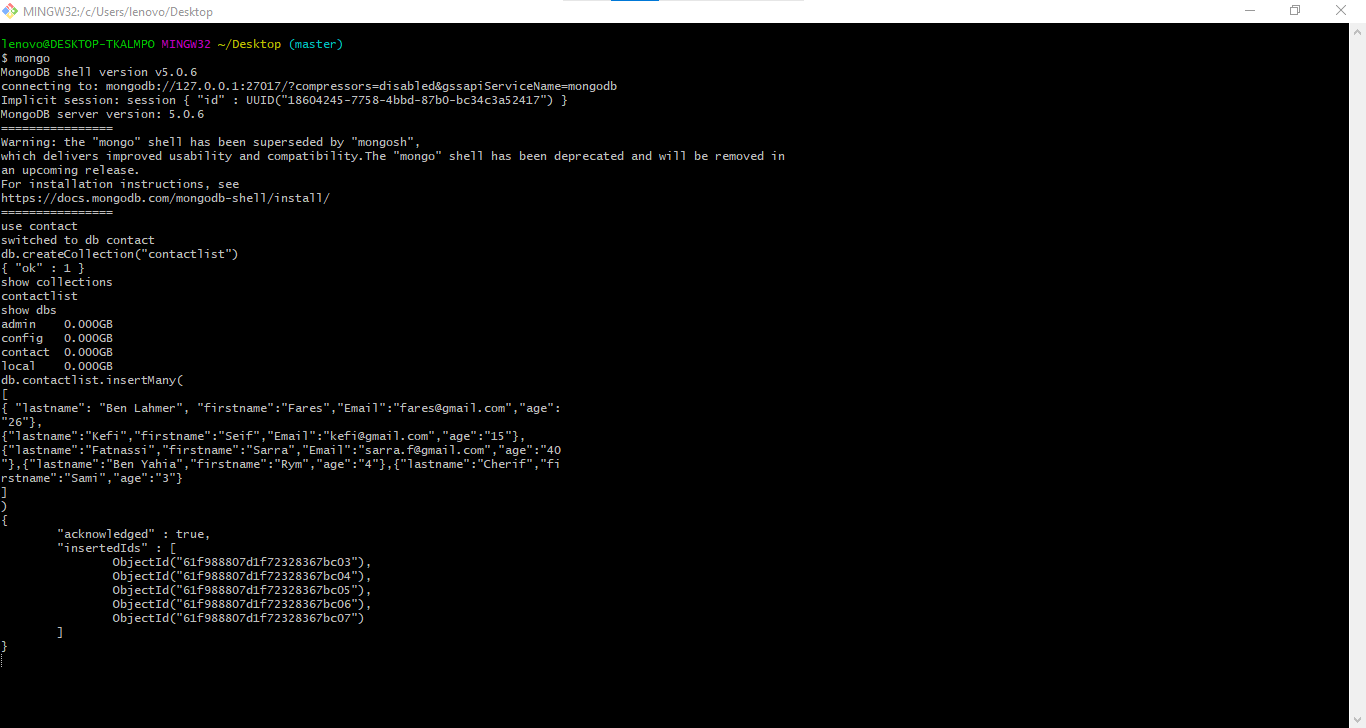 MINGW32:/c/Users/lenovo/Desktop
lenovo@DESKTOP-TKALMPO MINGW32 ~/Desktop (master)
$ mongo
MongoDB shell version v5.0.6
connecting to: mongodb://127.0.0.1:27017/?compressors=disabled&gssapiServiceName=mongodb
Implicit session: session { "id" : UUID("18604245-7758-4bbd-87b0-bc34c3a52417") }
MongoDB server version: 5.0.6
================
Warning: the "mongo" shell has been superseded by "mongosh",
which delivers improved usability and compatibility.The "mongo" shell has been deprecated and will be removed in
an upcoming release.
For installation instructions, see
https://docs.mongodb.com/mongodb-shell/install/
================
use contact
switched to db contact
db.createCollection("contactlist")
{ "ok" : 1 }
show collections
contactlist
show dbs
admin    0.000GB
config   0.000GB
contact  0.000GB
local    0.000GB
db.contactlist.insertMany(
[
{ "lastname": "Ben Lahmer", "firstname":"Fares","Email":"fares@gmail.com","age":
"26"},
{"lastname":"Kefi","firstname":"Seif","Email":"kefi@gmail.com","age":"15"},
{"lastname":"Fatnassi","firstname":"Sarra","Email":"sarra.f@gmail.com","age":"40
"},{"lastname":"Ben Yahia","firstname":"Rym","age":"4"},{"lastname":"Cherif","fi
rstname":"Sami","age":"3"}
]
)
{
        "acknowledged" : true,
        "insertedIds" : [
                ObjectId("61f988807d1f72328367bc03"),
                ObjectId("61f988807d1f72328367bc04"),
                ObjectId("61f988807d1f72328367bc05"),
                ObjectId("61f988807d1f72328367bc06"),
                ObjectId("61f988807d1f72328367bc07")
        ]
}